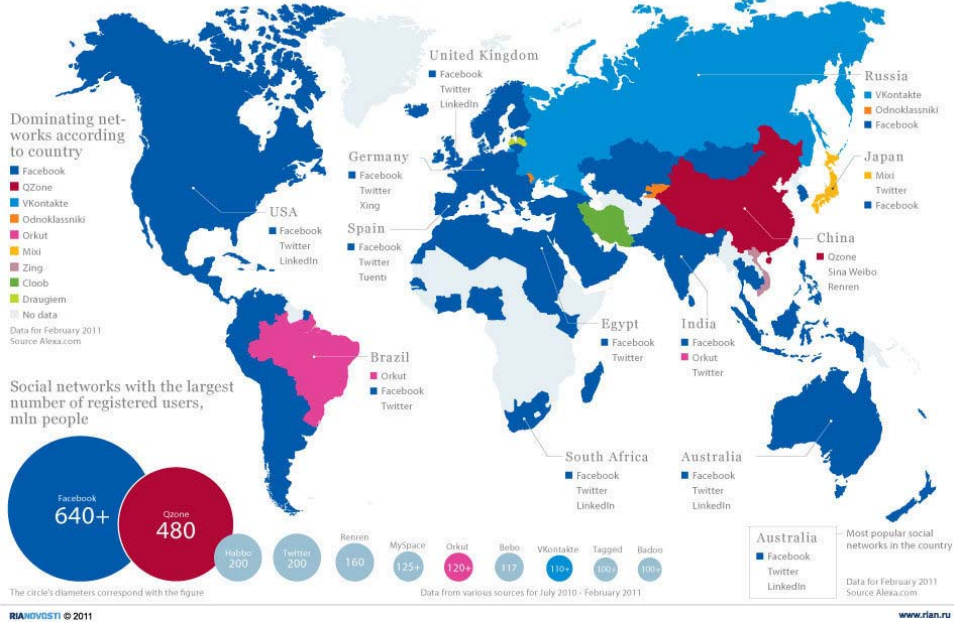 United Kingdom
Facebook
Twitter
LinkedIn
Russia
VKontakte
Odnoklassniki
Facebook
Dominating net-
works according
to country
Facebook
QZone
VKontakte
Odnoklassniki
Orkut
Mixi
Zing
Cloob
Draugiem
No data
Data for February 2011
Source Alexa.com
Germany
Facebook
Twitter
Xing
Japan
Mixi
Twitter
Facebook
USA
Facebook
Twitter
LinkedIn
Spain
Facebook
Twitter
Tuenti
China
Qzone
Sina Weibo
Renren
Egypt
Facebook
Twitter
India
Facebook
Orkut
Twitter
Brazil
Orkut
Facebook
Twitter
Social networks with the largest
number of registered users,
mln people
South Africa
Facebook
Twitter
LinkedIn
Australia
Facebook
Twitter
LinkedIn
Facebook
640+
Qzone
480
Habbo
200
Twitter
200
Renren
160
MySpace
125+
Orkut
120+
Bebo
117
VKontakte
110+
Tagged
100+
Badoo
100+
Australia
Facebook
Twitter
LinkedIn
Most popular social
networks in the country
Data for February 2011
Source Alexa.com
The circle's diameters correspond with the figure
Data from various sources for July 2010 - February 2011
RIANOVOSTI © 2011
www.rian.ru